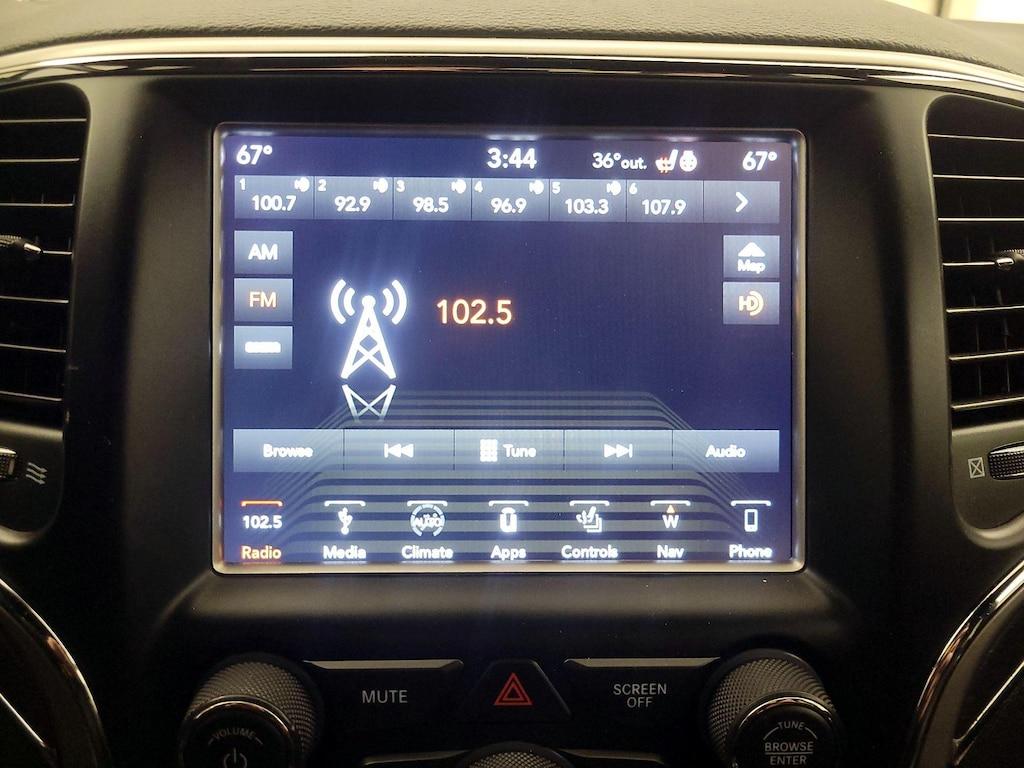 67° 3:44 36°out. 67°
1 2 3 4 5 6
100.7 92.9 98.5 96.9 103.3 107.9
AM
Map
FM
HD
102.5
Browse Tune Audio
102.5 AUTO W
Radio Media Climate Apps Controls Nav Phone
MUTE
SCREEN
OFF
VOLUME
TUNE
BROWSE
ENTER